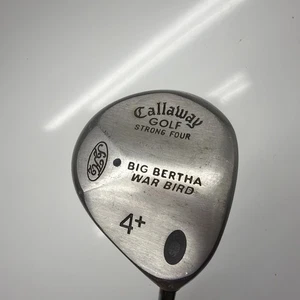 Callaway
GOLF
STRONG FOUR
BIG BERTHA
WAR BIRD
4+